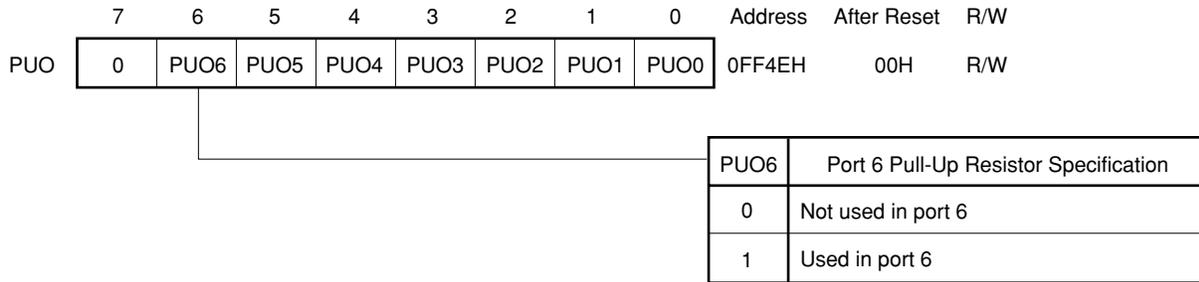 7 6 5 4 3 2 1 0 Address After Reset R/W
PUO 0 PUO6 PUO5 PUO4 PUO3 PUO2 PUO1 PUO0 0FF4EH 00H R/W
PUO6 Port 6 Pull-Up Resistor Specification
0 Not used in port 6
1 Used in port 6